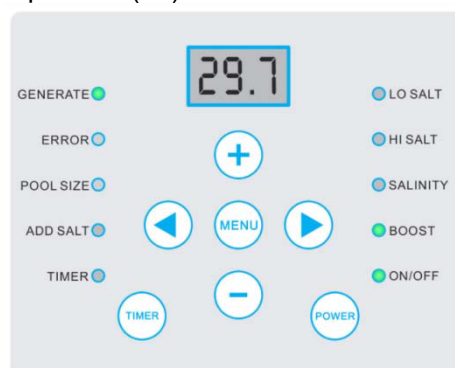 29.7
GENERATE
LO SALT
ERROR
HI SALT
POOL SIZE
SALINITY
ADD SALT
MENU
BOOST
TIMER
ON/OFF
TIMER
POWER